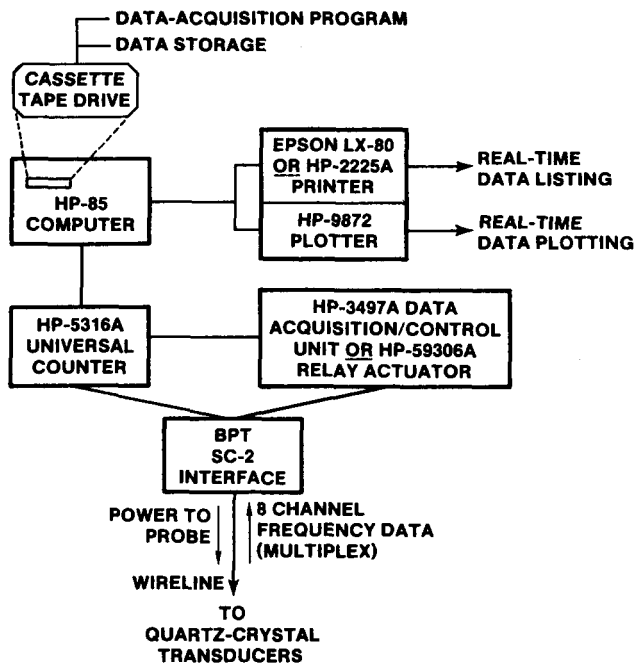 DATA-ACQUISITION PROGRAM
DATA STORAGE
CASSETTE
TAPE DRIVE
HP-85
COMPUTER
EPSON LX-80
OR HP-2225A
PRINTER
HP-9872
PLOTTER
REAL-TIME
DATA LISTING
REAL-TIME
DATA PLOTTING
HP-5316A
UNIVERSAL
COUNTER
HP-3497A DATA
ACQUISITION/CONTROL
UNIT OR HP-59306A
RELAY ACTUATOR
BPT
SC-2
INTERFACE
POWER TO
PROBE
8 CHANNEL
FREQUENCY DATA
(MULTIPLEX)
WIRELINE
TO
QUARTZ-CRYSTAL
TRANSDUCERS